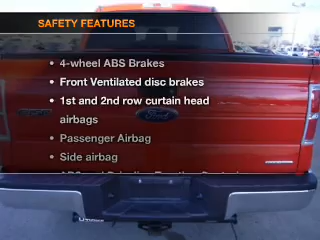 SAFETY FEATURES
• 4-wheel ABS Brakes
• Front Ventilated disc brakes
• 1st and 2nd row curtain head
airbags
Ford
• Passenger Airbag
• Side airbag